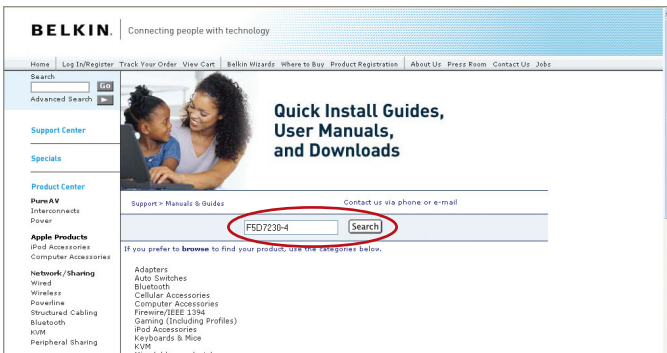 BELKIN. Connecting people with technology
Home Log In/Register Track Your Order View Cart Belkin Wizards Where to Buy Product Registration About Us Press Room Contact Us Jobs
Search
Go
Advanced Search
Support Center
Specials
Product Center
PureAV
Interconnects
Power
Apple Products
iPod Accessories
Computer Accessories
Network/Sharing
Wired
Wireless
Powerline
Structured Cabling
Bluetooth
KVM
Peripheral Sharing
Quick Install Guides,
User Manuals,
and Downloads
Support > Manuals & Guides Contact us via phone or e-mail
F5D7230-4 Search
If you prefer to browse to find your product, use the categories below.
Adapters
Auto Switches
Bluetooth
Cellular Accessories
Computer Accessories
Firewire/IEEE 1394
Gaming (Including Profiles)
iPod Accessories
Keyboards & Mice
KVM